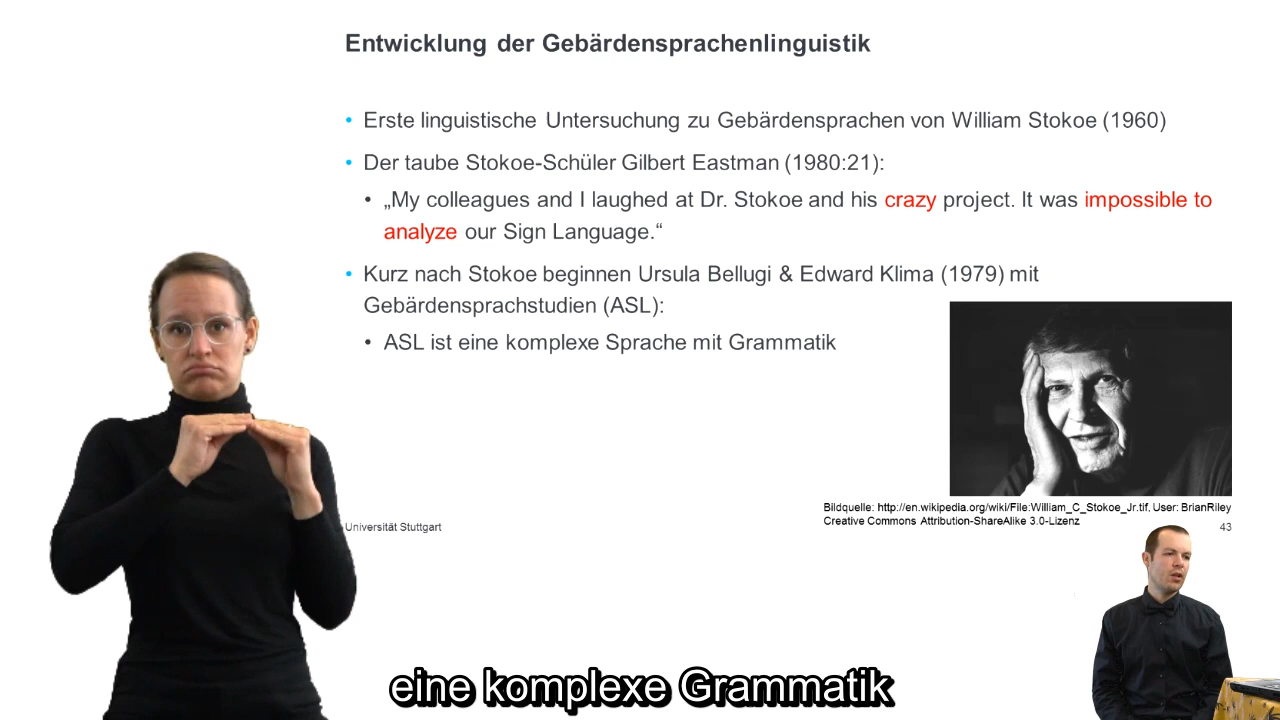 Entwicklung der Gebärdensprachenlinguistik
• Erste linguistische Untersuchung zu Gebärdensprachen von William Stokoe (1960)
• Der taube Stokoe-Schüler Gilbert Eastman (1980:21):
• „My colleagues and I laughed at Dr. Stokoe and his crazy project. It was impossible to
analyze our Sign Language.“
• Kurz nach Stokoe beginnen Ursula Bellugi & Edward Klima (1979) mit
Gebärdensprachstudien (ASL):
• ASL ist eine komplexe Sprache mit Grammatik
Bildquelle: http://en.wikipedia.org/wiki/File:William_C_Stokoe_Jr.tif, User: BrianRiley
Creative Commons Attribution-ShareAlike 3.0-Lizenz
Universität Stuttgart
43
eine komplexe Grammatik